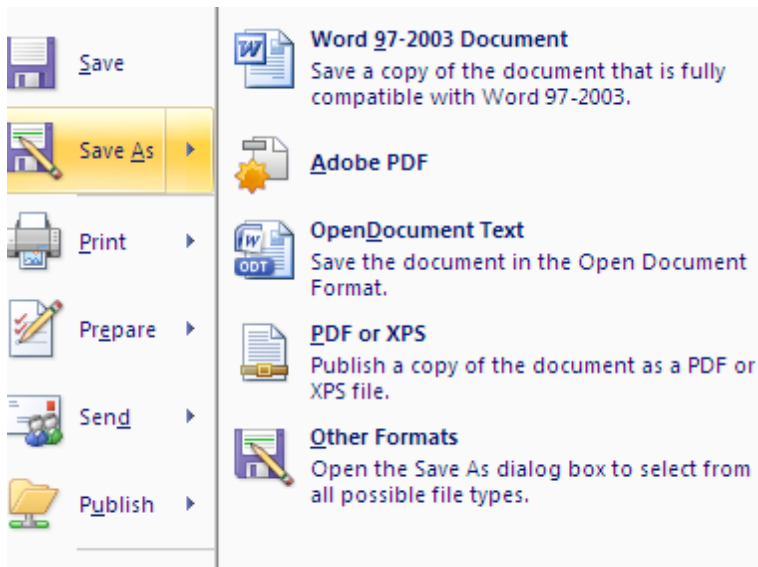 Save
Save As
Print
Prepare
Send
Publish
Word 97-2003 Document
Save a copy of the document that is fully
compatible with Word 97-2003.
Adobe PDF
OpenDocument Text
Save the document in the Open Document
Format.
PDF or XPS
Publish a copy of the document as a PDF or
XPS file.
Other Formats
Open the Save As dialog box to select from
all possible file types.
W
W
ODT